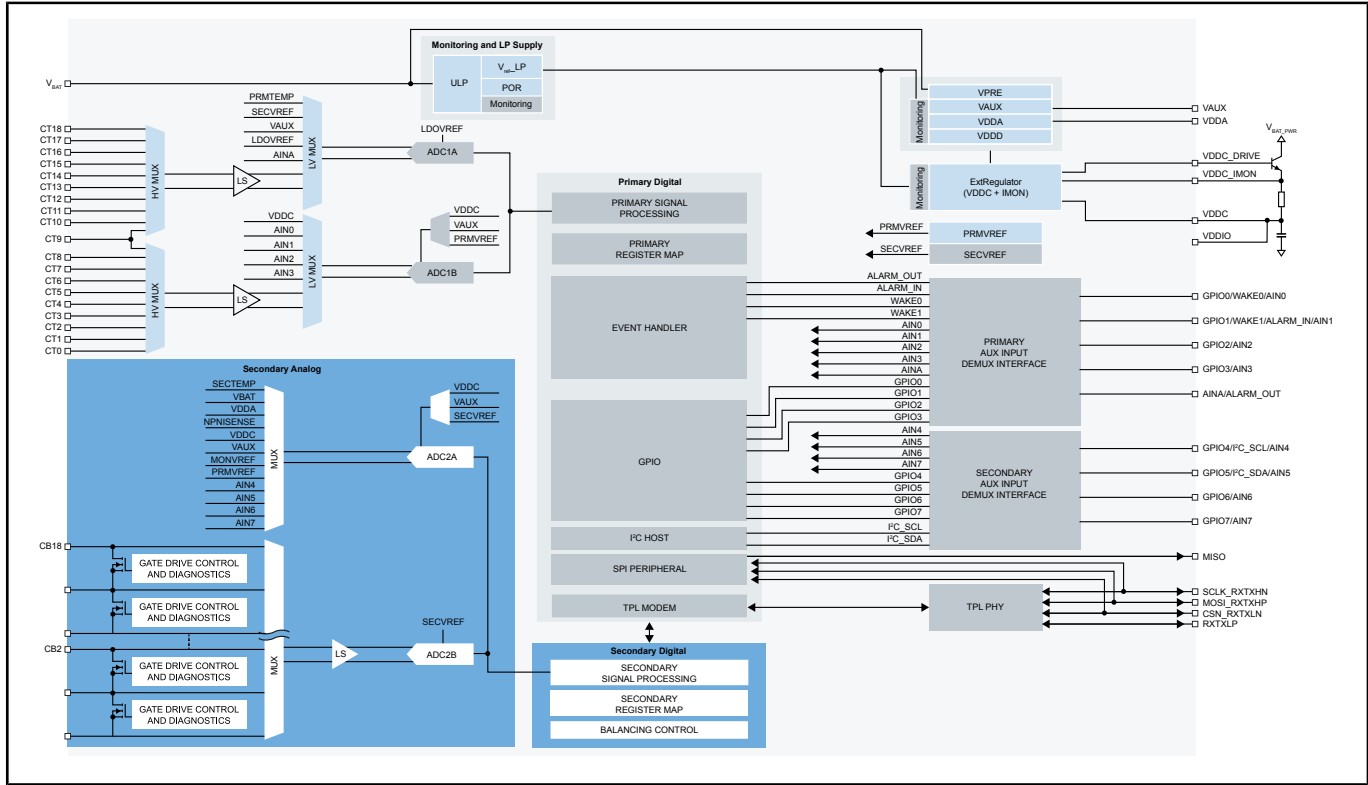 Monitoring and LP Supply
ULP
Vref_LP
POR
Monitoring
VBAT
CT18
CT17
CT16
CT15
CT14
CT13
CT12
CT11
CT10
CT9
CT8
CT7
CT6
CT5
CT4
CT3
CT2
CT1
CT0
HV MUX
HV MUX
LS
LS
PRMTEMP
SECVREF
VAUX
LDOVREF
AINA
LV MUX
VDDC
AIN0
AIN1
AIN2
AIN3
LV MUX
LDOVREF
ADC1A
VDDC
VAUX
PRMVREF
ADC1B
Primary Digital
PRIMARY SIGNAL
PROCESSING
PRIMARY
REGISTER MAP
EVENT HANDLER
GPIO
I²C HOST
SPI PERIPHERAL
TPL MODEM
Monitoring
VPRE
VAUX
VDDA
VDDD
Monitoring
ExtRegulator
(VDDC + IMON)
PRMVREF
PRMVREF
SECVREF
SECVREF
VAUX
VDDA
VBAT_PWR
VDDC_DRIVE
VDDC_IMON
VDDC
VDDIO
ALARM_OUT
ALARM_IN
WAKE0
WAKE1
AIN0
AIN1
AIN2
AIN3
AINA
GPIO0
GPIO1
GPIO2
GPIO3
AIN4
AIN5
AIN6
AIN7
GPIO4
GPIO5
GPIO6
GPIO7
I²C_SCL
I²C_SDA
PRIMARY
AUX INPUT
DEMUX INTERFACE
SECONDARY
AUX INPUT
DEMUX INTERFACE
TPL PHY
GPIO0/WAKE0/AIN0
GPIO1/WAKE1/ALARM_IN/AIN1
GPIO2/AIN2
GPIO3/AIN3
AINA/ALARM_OUT
GPIO4/I²C_SCL/AIN4
GPIO5/I²C_SDA/AIN5
GPIO6/AIN6
GPIO7/AIN7
MISO
SCLK_RXTXHN
MOSI_RXTXHP
CSN_RXTXLN
RXTXLP
Secondary Analog
SECTEMP
VBAT
VDDA
NPNISENSE
VDDC
VAUX
MONVREF
PRMVREF
AIN4
AIN5
AIN6
AIN7
MUX
VDDC
VAUX
SECVREF
ADC2A
CB18
GATE DRIVE CONTROL
AND DIAGNOSTICS
GATE DRIVE CONTROL
AND DIAGNOSTICS
CB2
GATE DRIVE CONTROL
AND DIAGNOSTICS
GATE DRIVE CONTROL
AND DIAGNOSTICS
MUX
LS
SECVREF
ADC2B
Secondary Digital
SECONDARY
SIGNAL PROCESSING
SECONDARY
REGISTER MAP
BALANCING CONTROL